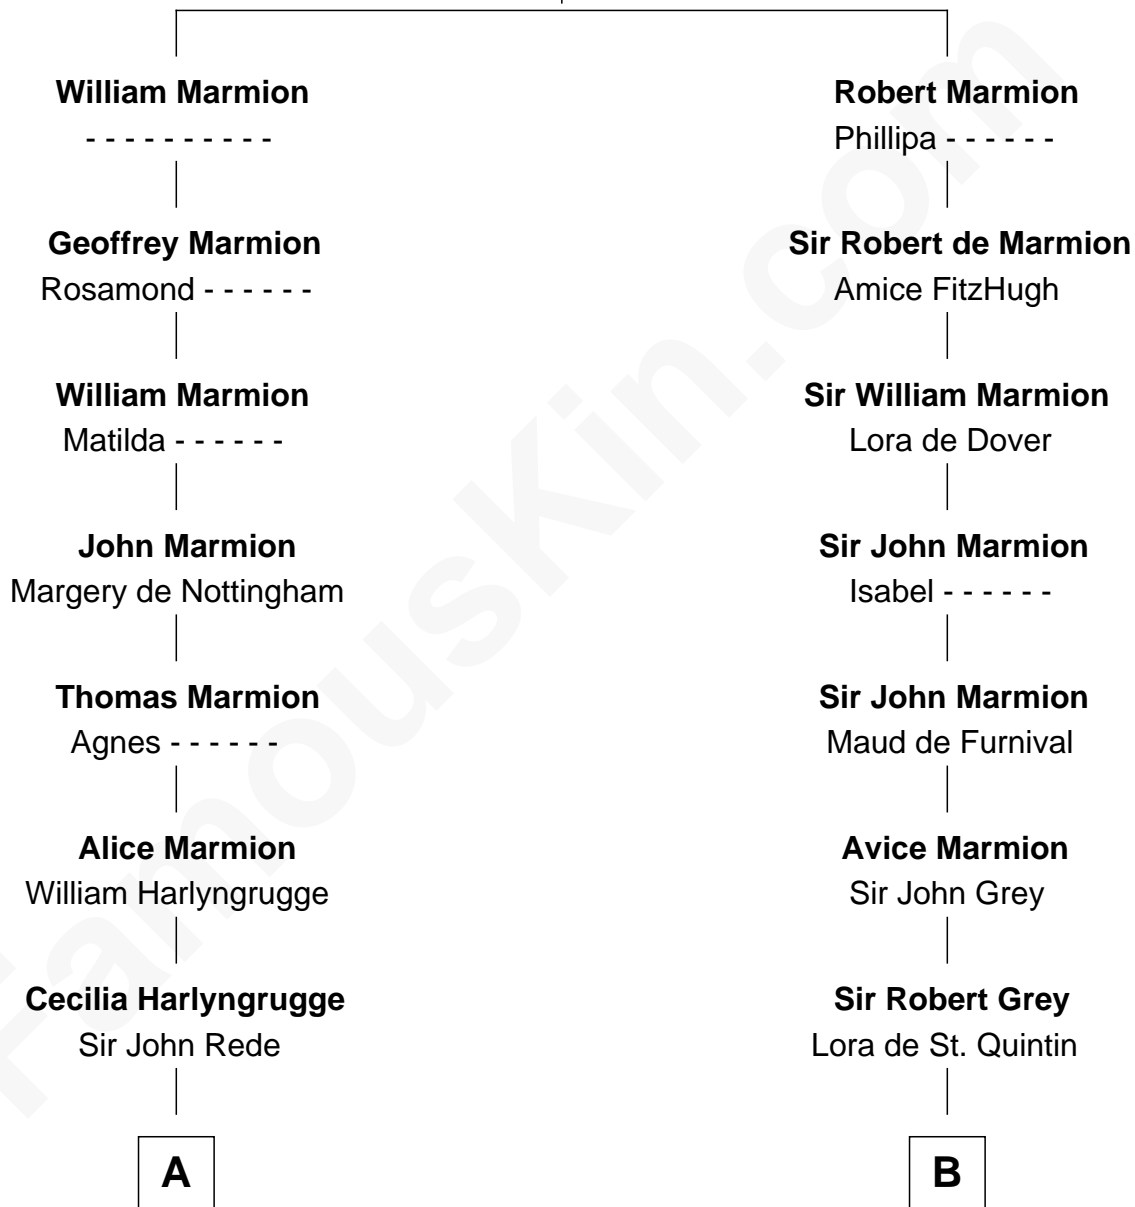 William Marmion
- - - - - - - - - -
Geoffrey Marmion
Rosamond - - - - - -
William Marmion
Matilda - - - - - -
John Marmion
Margery de Nottingham
Thomas Marmion
Agnes - - - - - -
Alice Marmion
William Harlyngrugge
Cecilia Harlyngrugge
Sir John Rede
A
Robert Marmion
Phillipa - - - - - -
Sir Robert de Marmion
Amice FitzHugh
Sir William Marmion
Lora de Dover
Sir John Marmion
Isabel - - - - - -
Sir John Marmion
Maud de Furnival
Avice Marmion
Sir John Grey
Sir Robert Grey
Lora de St. Quintin
B
FamousKin.com